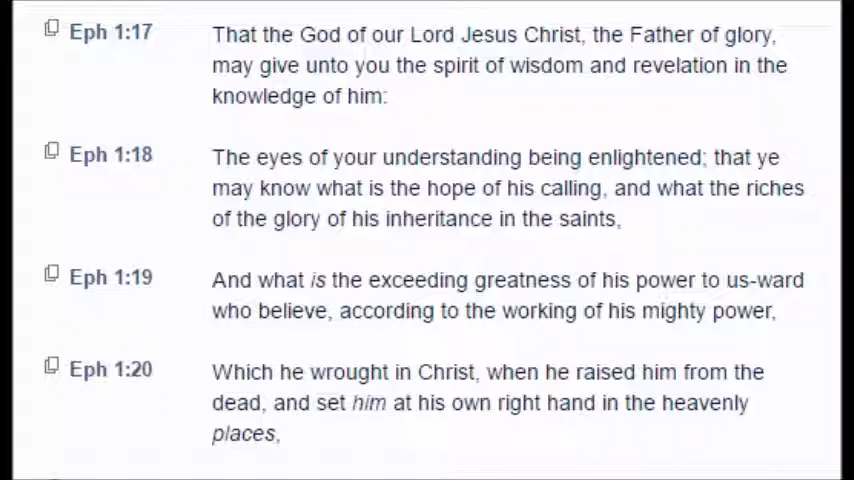 Eph 1:17 That the God of our Lord Jesus Christ, the Father of glory,
may give unto you the spirit of wisdom and revelation in the
knowledge of him:
Eph 1:18 The eyes of your understanding being enlightened; that ye
may know what is the hope of his calling, and what the riches
of the glory of his inheritance in the saints,
Eph 1:19 And what is the exceeding greatness of his power to us-ward
who believe, according to the working of his mighty power,
Eph 1:20 Which he wrought in Christ, when he raised him from the
dead, and set him at his own right hand in the heavenly
places,